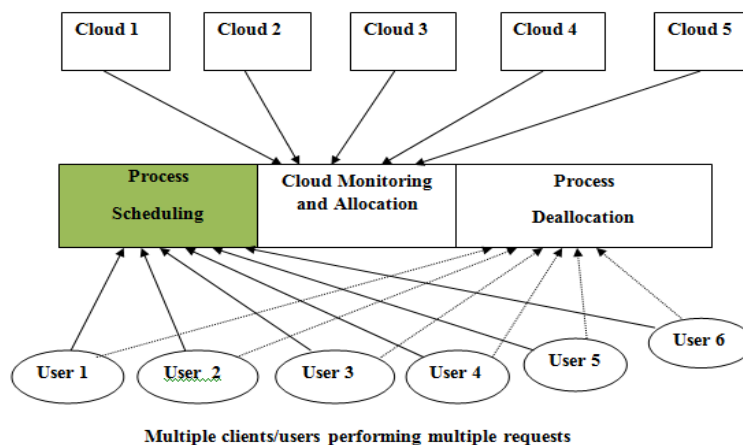 Cloud 1
Cloud 2
Cloud 3
Cloud 4
Cloud 5
Process
Scheduling
Cloud Monitoring
and Allocation
Process
Deallocation
User 1
User 2
User 3
User 4
User 5
User 6
Multiple clients/users performing multiple requests